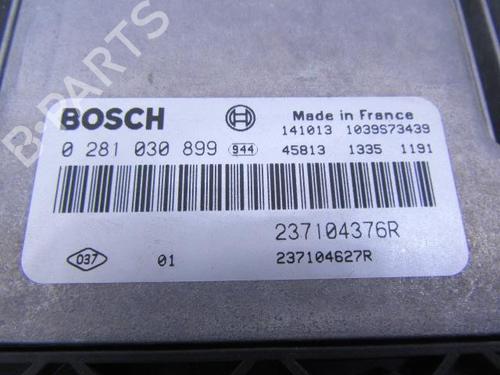 B-PARTS
BOSCH Made in France
141013 1039S73439
0 281 030 899 944 45813 1335 1191
237104376R
037 01 237104627R